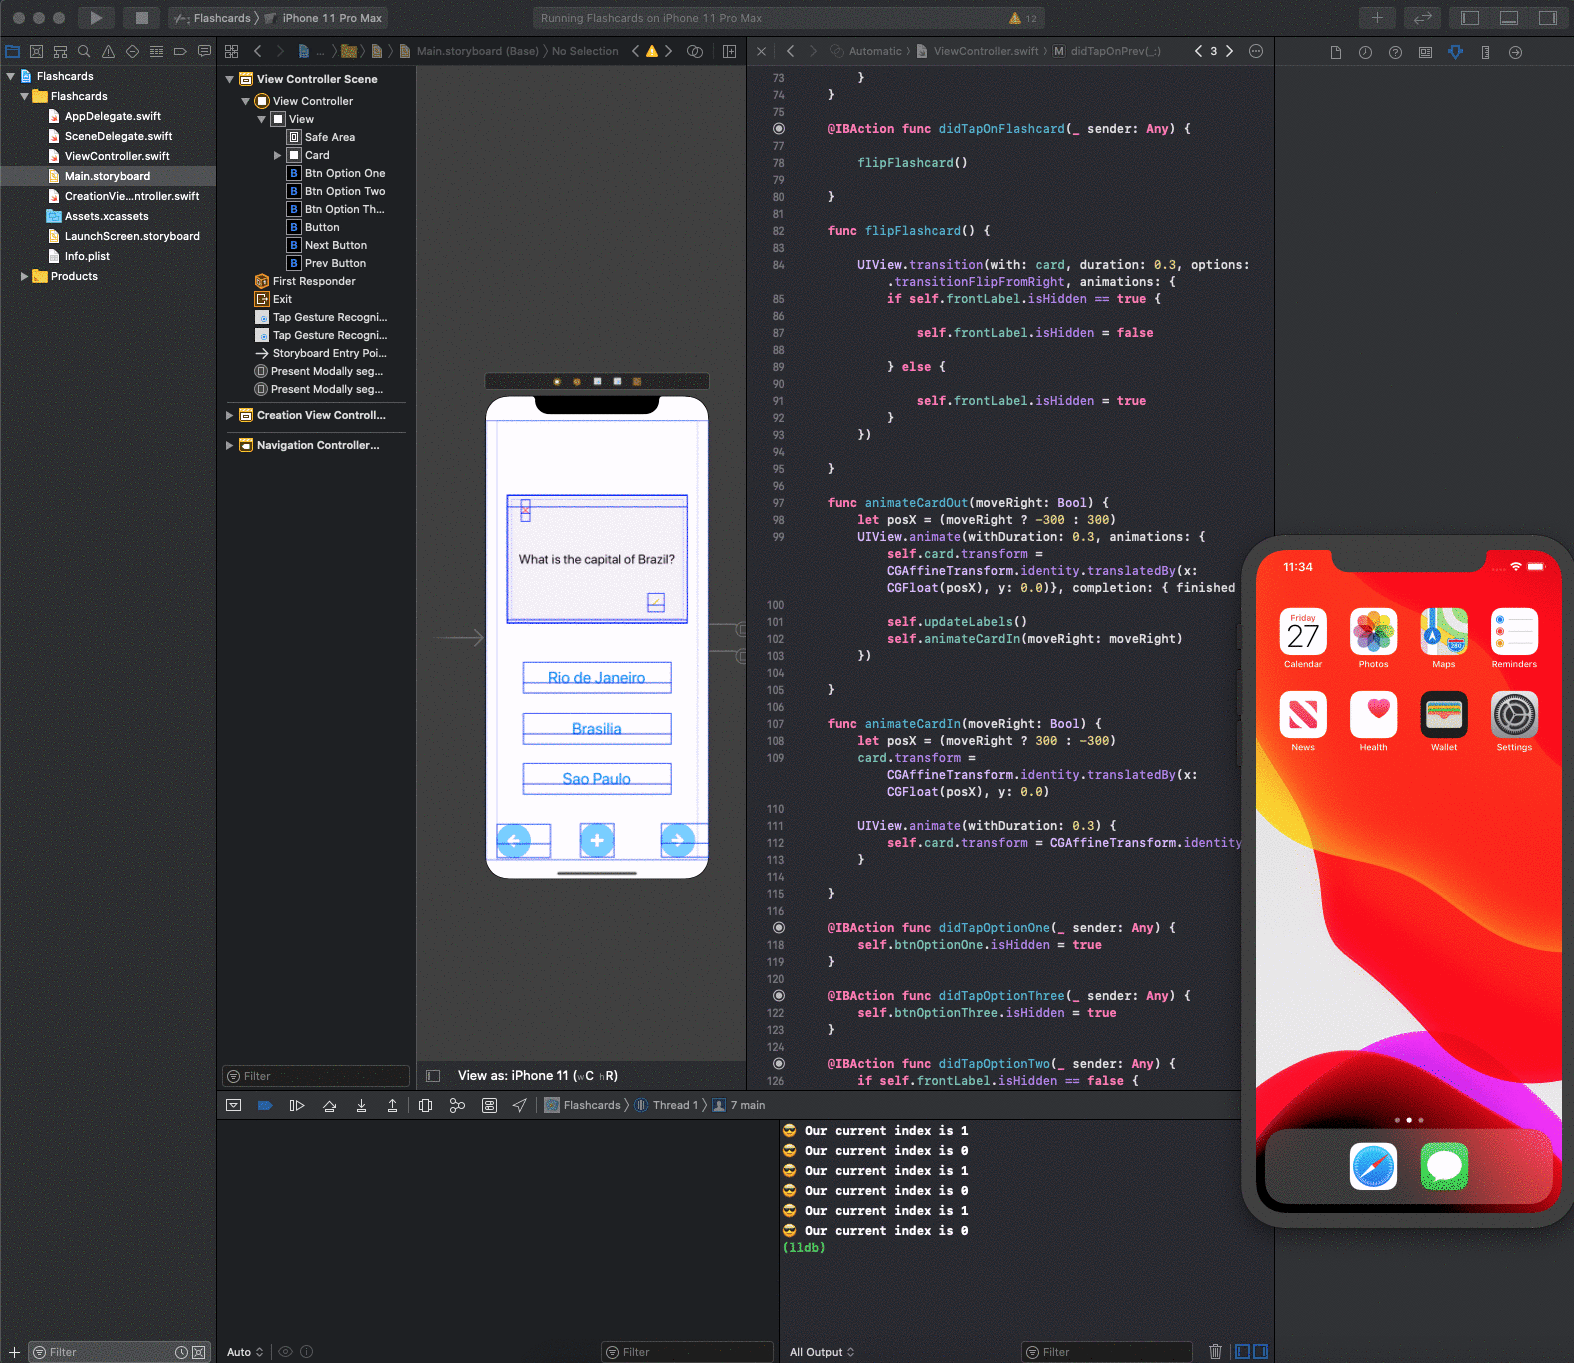 Flashcards
iPhone 11 Pro Max
Running Flashcards on iPhone 11 Pro Max
12
... Main.storyboard (Base) No Selection
Automatic ViewController.swift M didTapOnPrev(_:) 3
Flashcards
Flashcards
AppDelegate.swift
SceneDelegate.swift
ViewController.swift
Main.storyboard
CreationVie...ntroller.swift
Assets.xcassets
LaunchScreen.storyboard
Info.plist
Products
View Controller Scene
View Controller
View
Safe Area
Card
B Btn Option One
B Btn Option Two
B Btn Option Th...
B Button
B Next Button
B Prev Button
First Responder
Exit
Tap Gesture Recogni...
Tap Gesture Recogni...
Storyboard Entry Poi...
Present Modally seg...
Present Modally seg...
Creation View Controll...
Navigation Controller...
What is the capital of Brazil?
Rio de Janeiro
Brasilia
Sao Paulo
Filter
View as: iPhone 11 (wC hR)
73 }
74 }
75
@IBAction func didTapOnFlashcard(_ sender: Any) {
77
78 flipFlashcard()
79
80 }
81
82 func flipFlashcard() {
83
84 UIView.transition(with: card, duration: 0.3, options:
.transitionFlipFromRight, animations: {
85 if self.frontLabel.isHidden == true {
86
87 self.frontLabel.isHidden = false
88
89 } else {
90
91 self.frontLabel.isHidden = true
92 }
93 })
94
95 }
96
97 func animateCardOut(moveRight: Bool) {
98 let posX = (moveRight ? -300 : 300)
99 UIView.animate(withDuration: 0.3, animations: {
self.card.transform =
CGAffineTransform.identity.translatedBy(x:
CGFloat(posX), y: 0.0)}, completion: { finished
100
101 self.updateLabels()
102 self.animateCardIn(moveRight: moveRight)
103 })
104
105 }
106
107 func animateCardIn(moveRight: Bool) {
108 let posX = (moveRight ? 300 : -300)
109 card.transform =
CGAffineTransform.identity.translatedBy(x:
CGFloat(posX), y: 0.0)
110
111 UIView.animate(withDuration: 0.3) {
112 self.card.transform = CGAffineTransform.identity
113 }
114
115 }
116
@IBAction func didTapOptionOne(_ sender: Any) {
118 self.btnOptionOne.isHidden = true
119 }
120
@IBAction func didTapOptionThree(_ sender: Any) {
122 self.btnOptionThree.isHidden = true
123 }
124
@IBAction func didTapOptionTwo(_ sender: Any) {
126 if self.frontLabel.isHidden == false {
11:34
Friday
27
280
Calendar Photos Maps Reminders
News Health Wallet Settings
Flashcards Thread 1 7 main
😎 Our current index is 1
😎 Our current index is 0
😎 Our current index is 1
😎 Our current index is 0
😎 Our current index is 1
😎 Our current index is 0
(lldb)
Filter
Auto
Filter
All Output
Filter